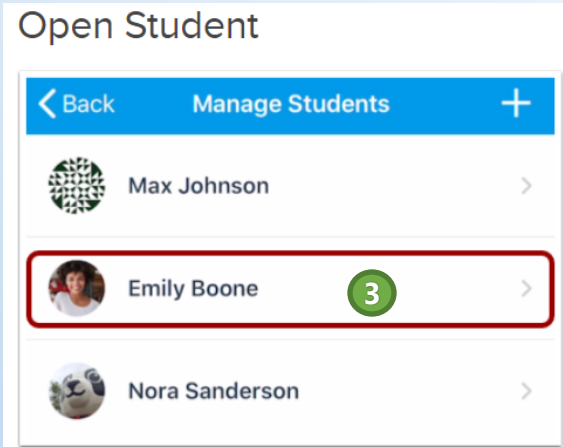 Open Student
Back Manage Students +
Max Johnson
Emily Boone 3
Nora Sanderson